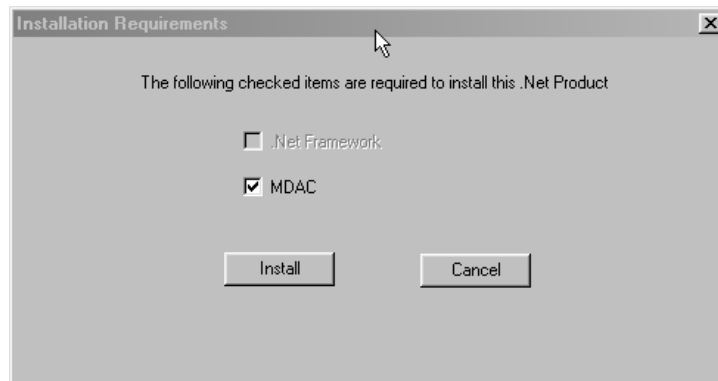 Installation Requirements
The following checked items are required to install this .Net Product
.Net Framework
MDAC
Install
Cancel